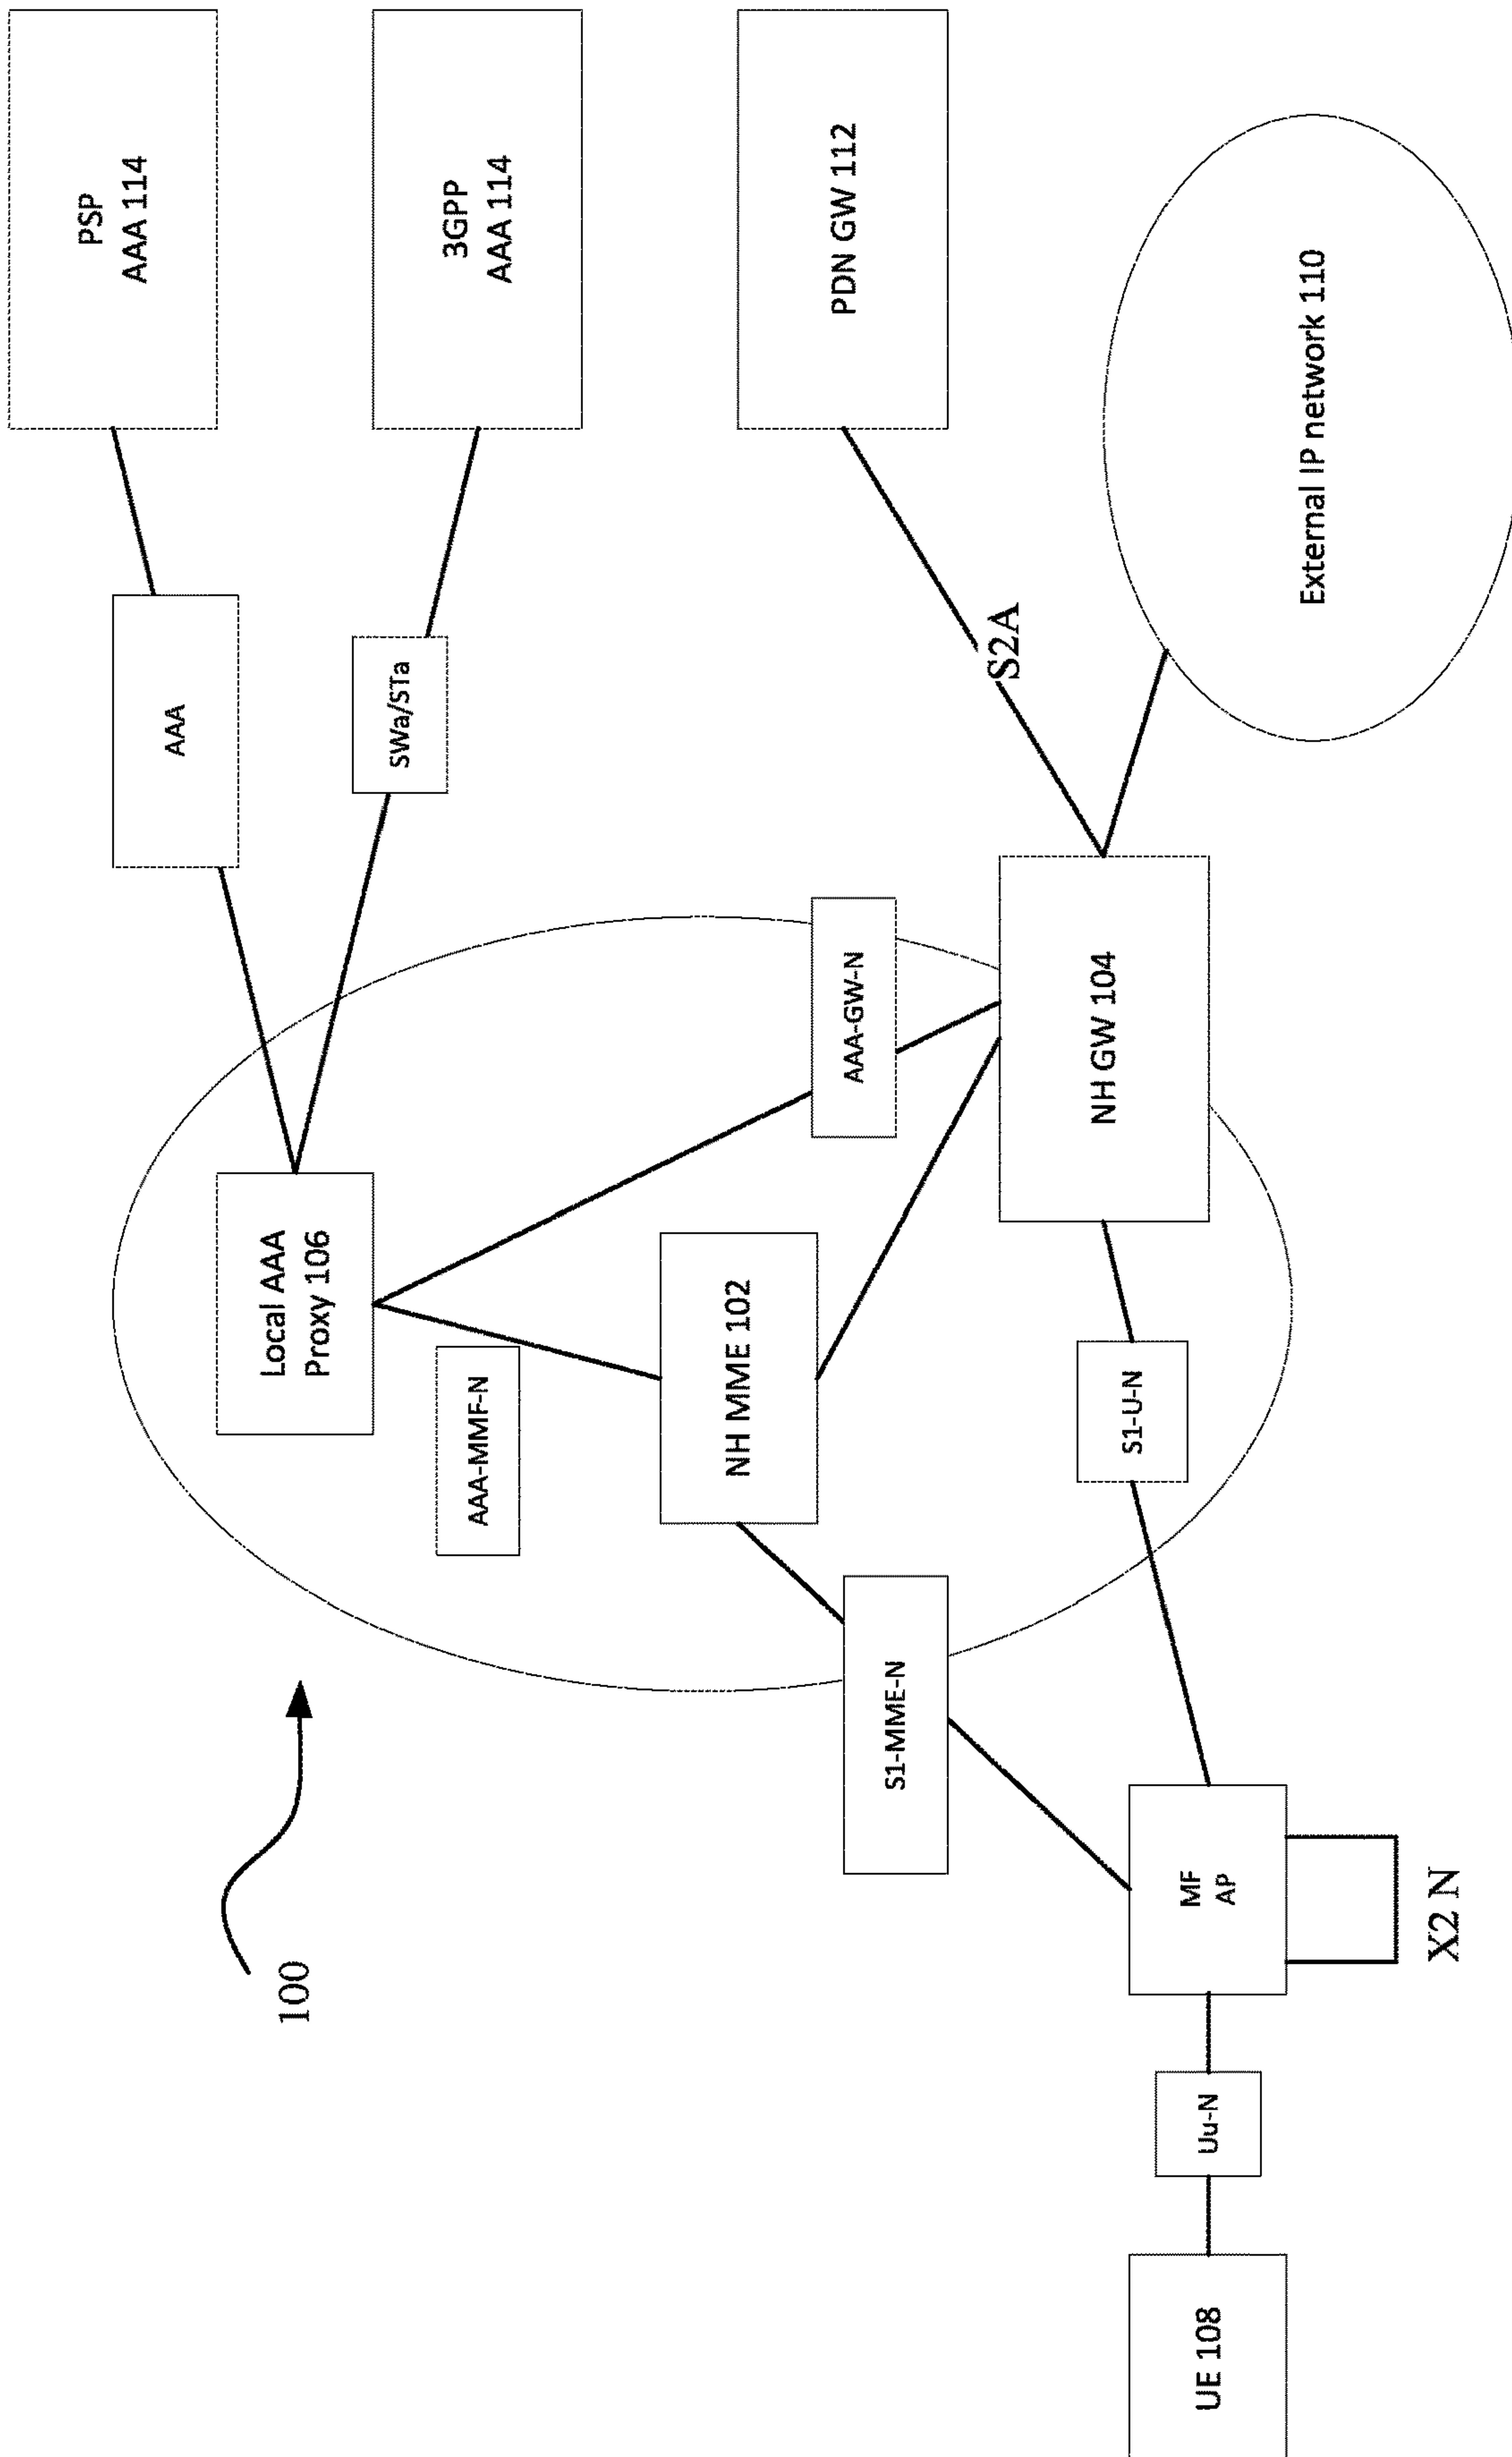 PSP
AAA 114
3GPP
AAA 114
PDN GW 112
External IP network 110
AAA
SWa/STa
S2A
AAA-GW-N
NH GW 104
Local AAA
Proxy 106
NH MME 102
AAA-MMF-N
S1-U-N
S1-MME-N
100
MF
AP
X2 N
Uu-N
UE 108